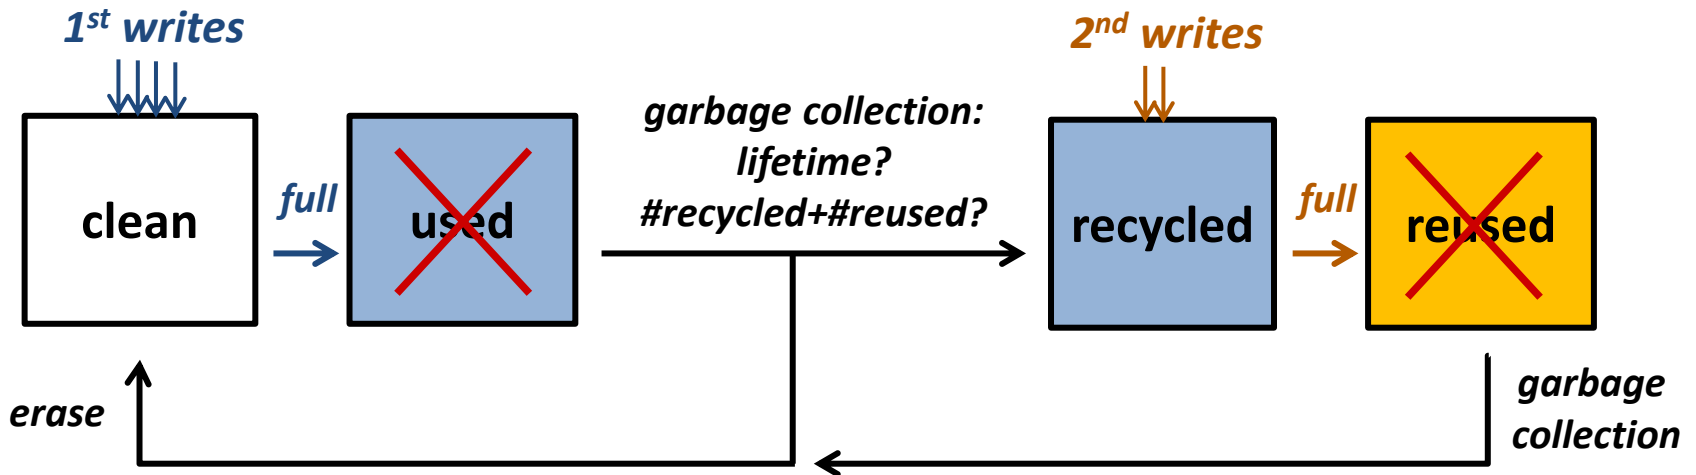 1st writes
2nd writes
garbage collection:
lifetime?
#recycled+#reused?
clean
full
used
recycled
full
reused
erase
garbage
collection